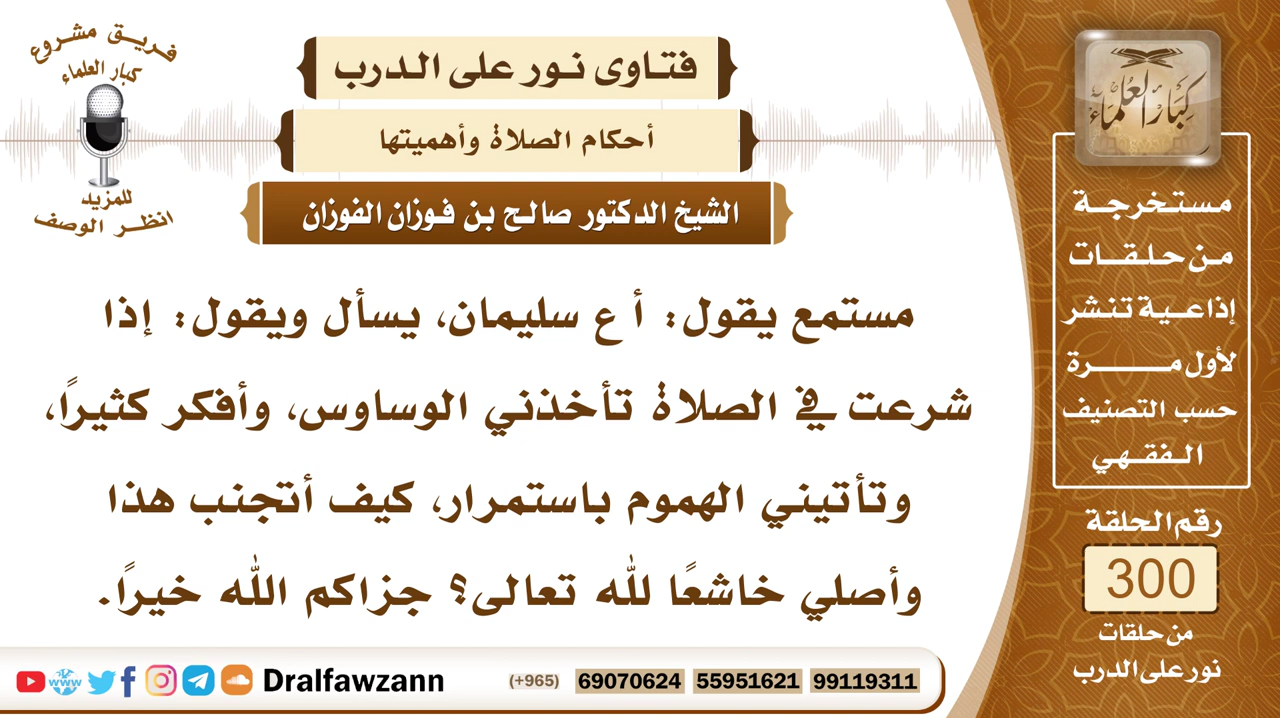 فريق مشروع
كبار العلماء
للمزيد
انظر الوصف
فتاوى نور على الدرب
أحكام الصلاة وأهميتها
الشيخ الدكتور صالح بن فوزان الفوزان
مستمع يقول: أ ع سليمان، يسأل ويقول: إذا
شرعت في الصلاة تأخذني الوساوس، وأفكر كثيرًا،
وتأتيني الهموم باستمرار، كيف أتجنب هذا
وأصلي خاشعًا لله تعالى؟ جزاكم الله خيرًا.
كبار العلماء
مستخرجة
من حلقات
إذاعية تنشر
لأول مرة
حسب التصنيف
الفقهي
رقم الحلقة
300
من حلقات
نور على الدرب
www Dralfawzann (+965) 69070624 55951621 99119311